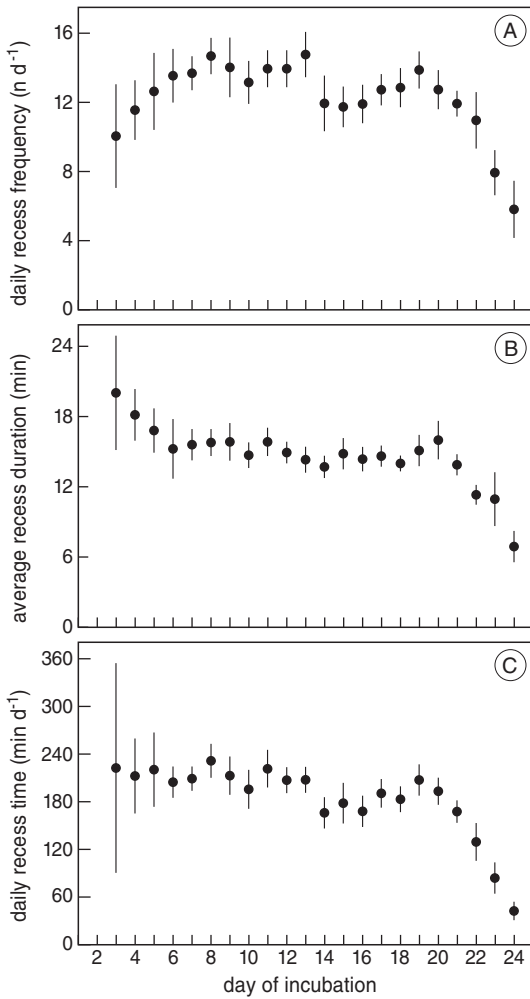 A
daily recess frequency (n d⁻¹)
16
12
8
4
0
B
average recess duration (min)
24
18
12
6
0
C
daily recess time (min d⁻¹)
360
300
240
180
120
60
0
2 4 6 8 10 12 14 16 18 20 22 24
day of incubation